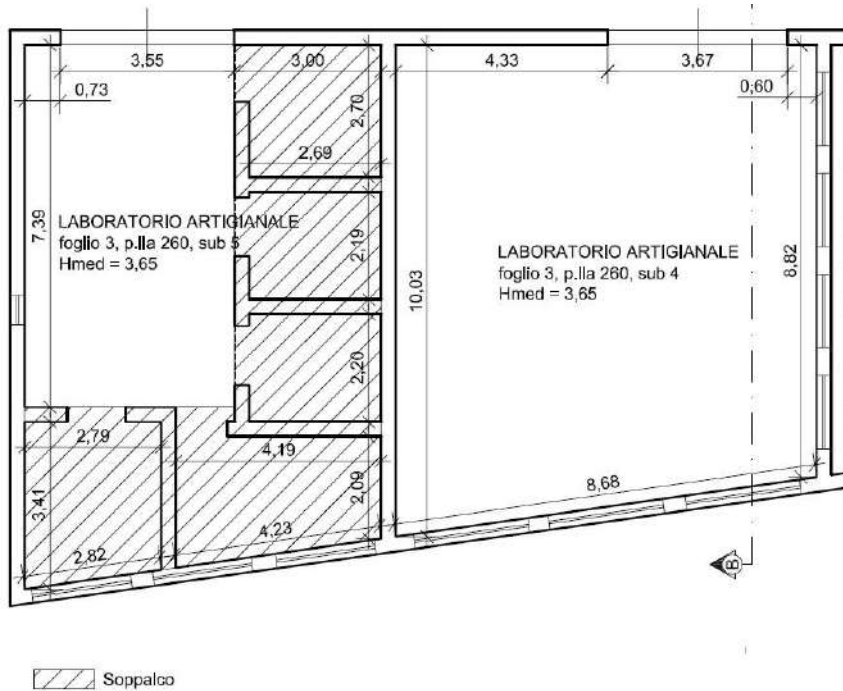 3,55
3,00
4,33
3,67
0,73
0,60
2,70
2,69
7,39
LABORATORIO ARTIGIANALE
foglio 3, p.lla 260, sub 5
Hmed = 3,65
2,19
LABORATORIO ARTIGIANALE
foglio 3, p.lla 260, sub 4
Hmed = 3,65
8,82
10,03
2,20
2,79
4,19
3,41
2,09
8,68
4,23
2,82
B
Soppalco